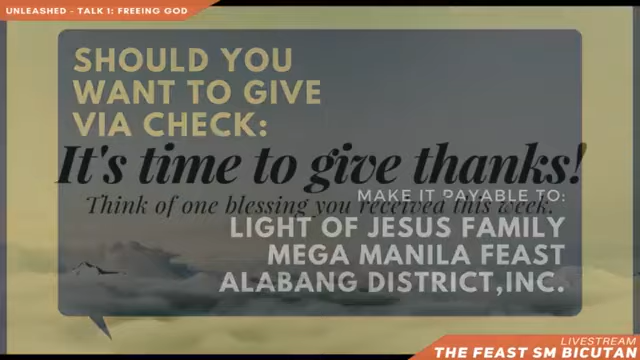 UNLEASHED - TALK 1: FREEING GOD
SHOULD YOU
WANT TO GIVE
VIA CHECK:
It's time to give thanks!
MAKE IT PAYABLE TO:
Think of one blessing you received this week.
LIGHT OF JESUS FAMILY
MEGA MANILA FEAST
ALABANG DISTRICT,INC.
LIVESTREAM
THE FEAST SM BICUTAN